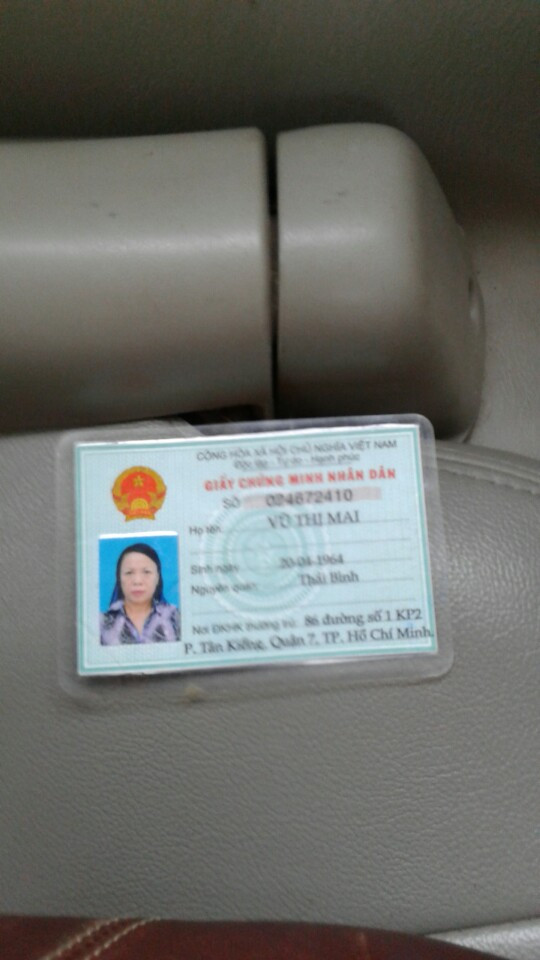 CỘNG HÒA XÃ HỘI CHỦ NGHĨA VIỆT NAM
Độc lập - Tự do - Hạnh phúc
GIẤY CHỨNG MINH NHÂN DÂN
SỐ 024672410
Họ tên: VŨ THỊ MAI
Sinh ngày 20-04-1964
Nguyên quán: Thái Bình
Nơi ĐKHK thường trú: 86 đường số 1 KP2
P. Tân Kiểng, Quận 7, TP. Hồ Chí Minh.